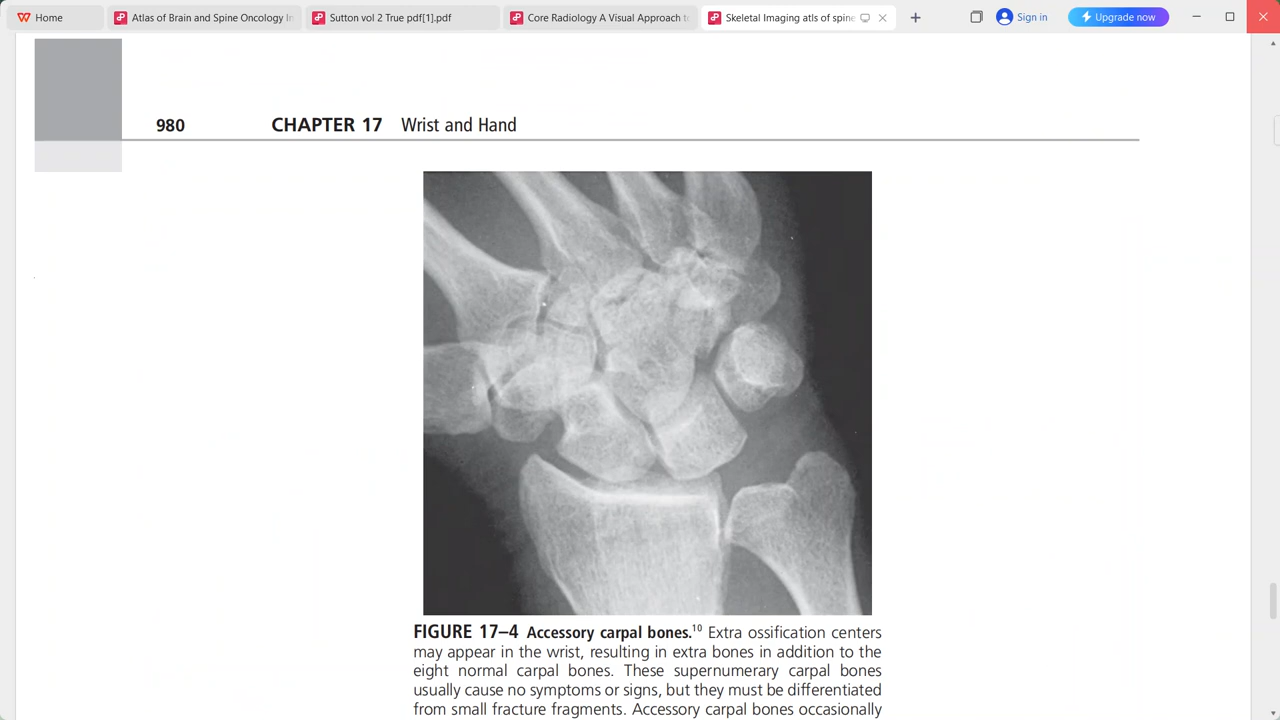 Home
Atlas of Brain and Spine Oncology In
Sutton vol 2 True pdf[1].pdf
Core Radiology A Visual Approach to
Skeletal Imaging atls of spine
Sign in
Upgrade now
980 CHAPTER 17 Wrist and Hand
FIGURE 17–4 Accessory carpal bones.10 Extra ossification centers
may appear in the wrist, resulting in extra bones in addition to the
eight normal carpal bones. These supernumerary carpal bones
usually cause no symptoms or signs, but they must be differentiated
from small fracture fragments. Accessory carpal bones occasionally